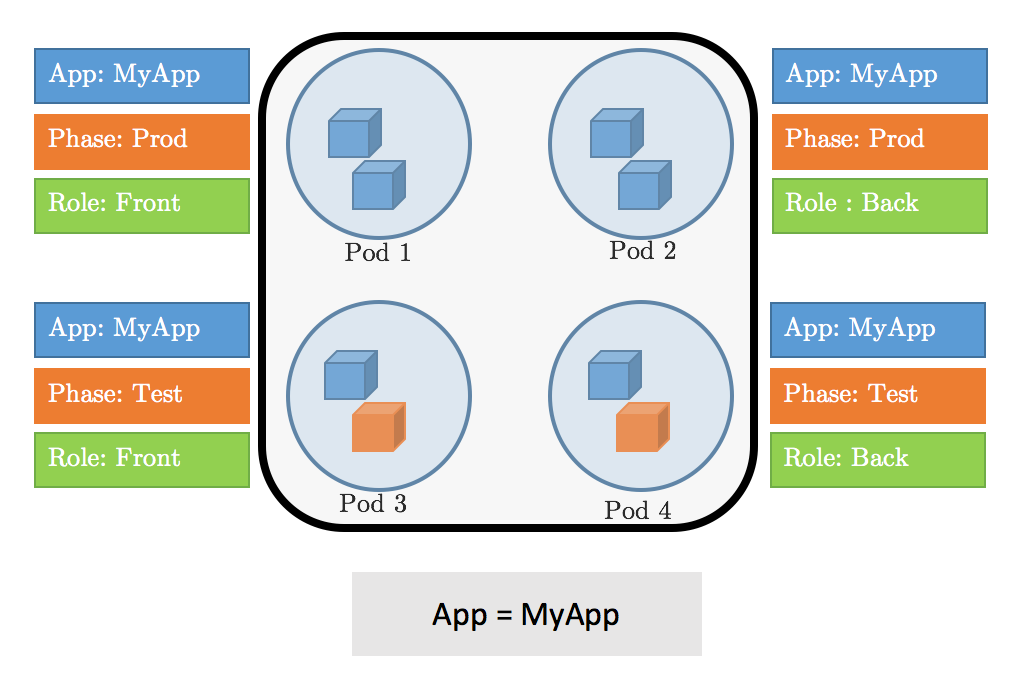 App: MyApp
Phase: Prod
Role: Front
Pod 1
Pod 2
App: MyApp
Phase: Prod
Role : Back
App: MyApp
Phase: Test
Role: Front
Pod 3
Pod 4
App: MyApp
Phase: Test
Role: Back
App = MyApp